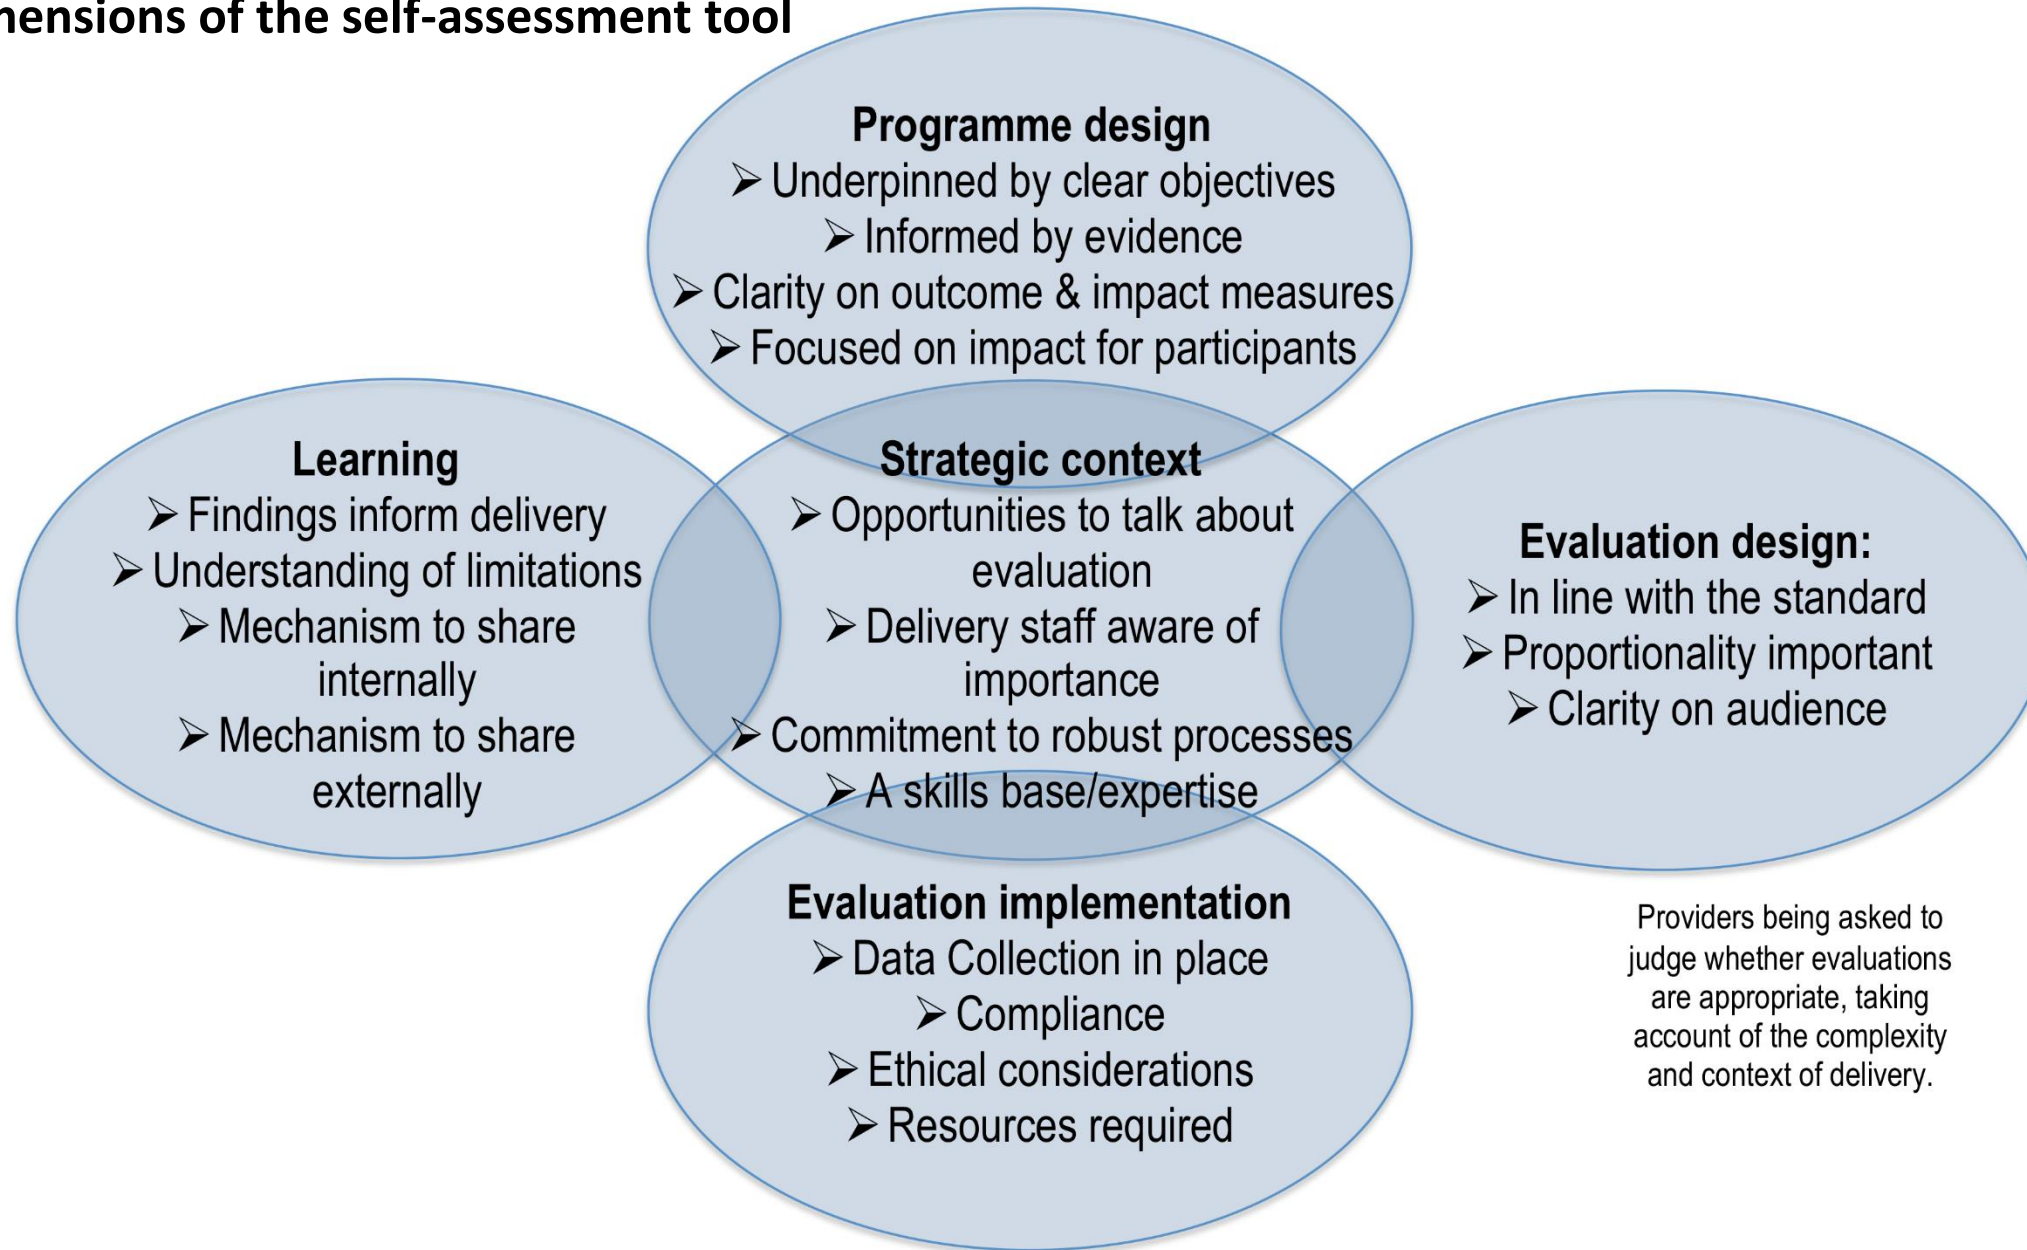 mensions of the self-assessment tool
Programme design
➢ Underpinned by clear objectives
➢ Informed by evidence
➢ Clarity on outcome & impact measures
➢ Focused on impact for participants
Learning
➢ Findings inform delivery
➢ Understanding of limitations
➢ Mechanism to share
internally
➢ Mechanism to share
externally
Strategic context
➢ Opportunities to talk about
evaluation
➢ Delivery staff aware of
importance
➢ Commitment to robust processes
➢ A skills base/expertise
Evaluation design:
➢ In line with the standard
➢ Proportionality important
➢ Clarity on audience
Evaluation implementation
➢ Data Collection in place
➢ Compliance
➢ Ethical considerations
➢ Resources required
Providers being asked to
judge whether evaluations
are appropriate, taking
account of the complexity
and context of delivery.